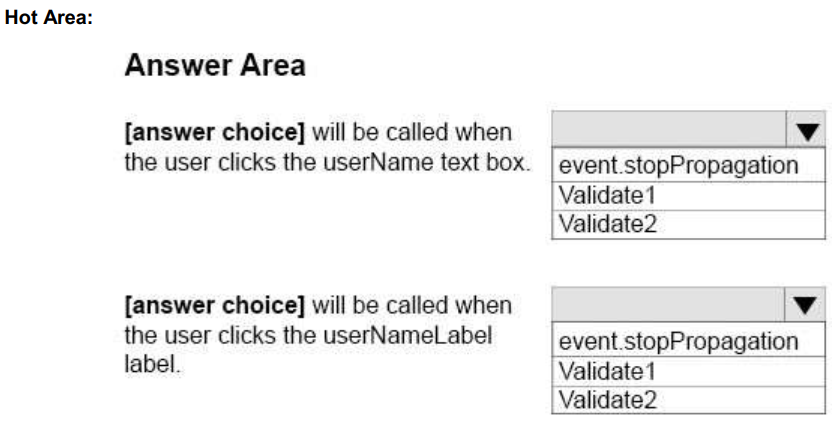 Hot Area:
Answer Area
[answer choice] will be called when
the user clicks the userName text box.
event.stopPropagation
Validate1
Validate2
[answer choice] will be called when
the user clicks the userNameLabel
label.
event.stopPropagation
Validate1
Validate2